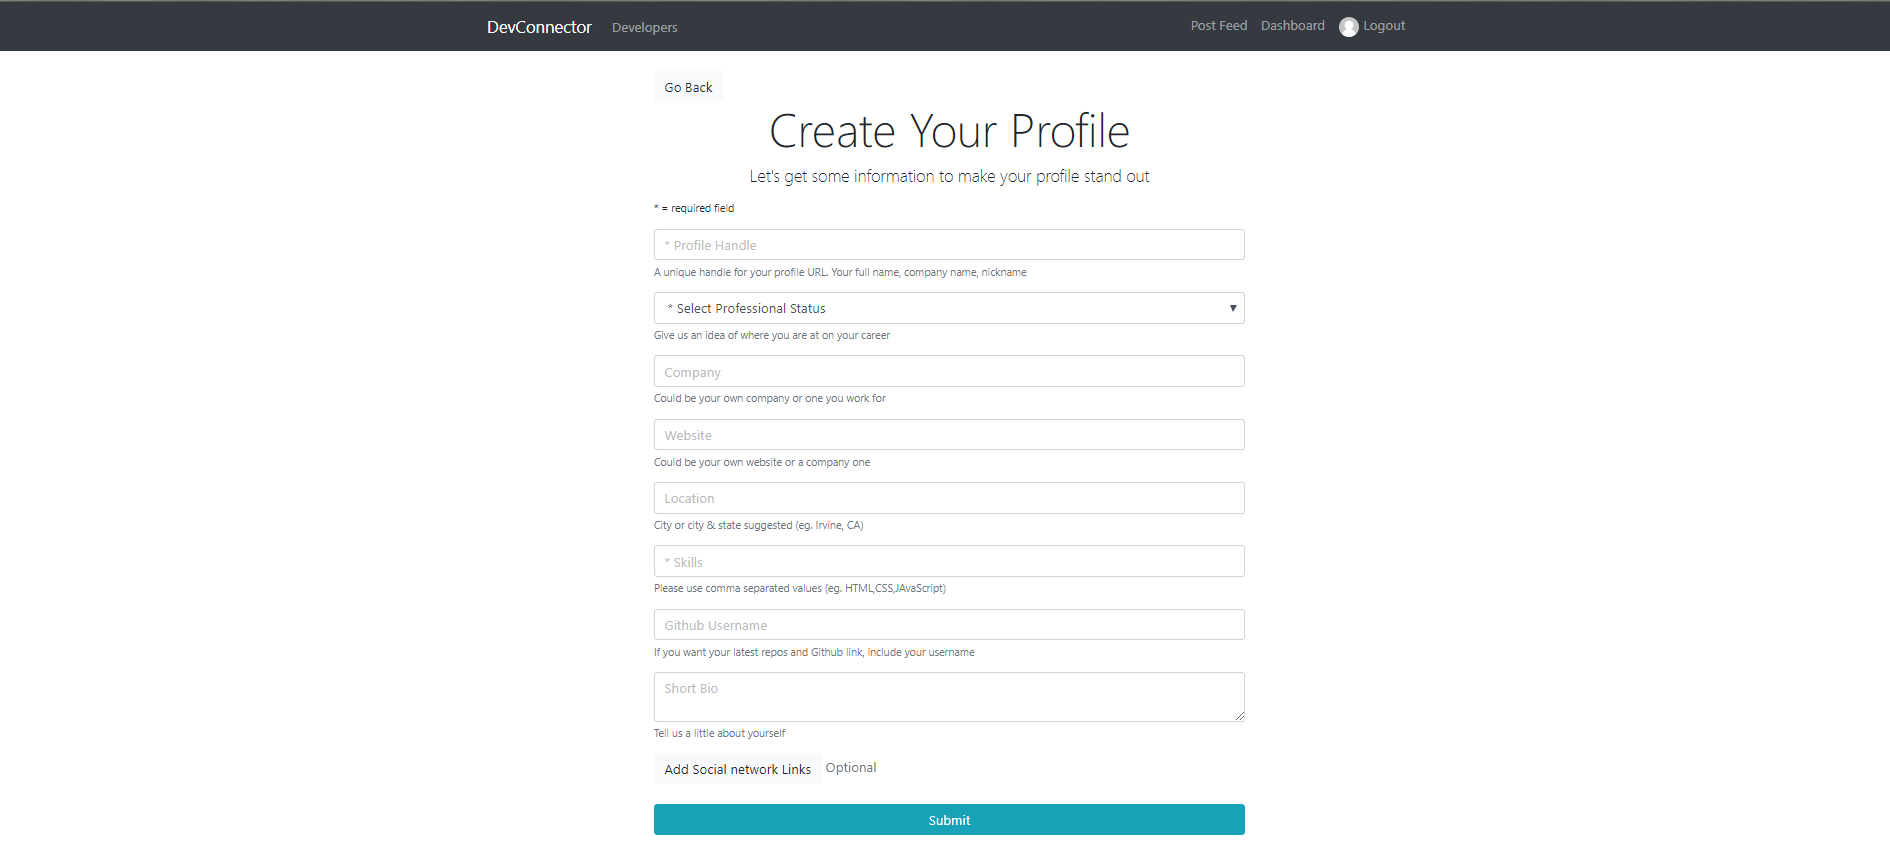 DevConnector Developers Post Feed Dashboard Logout
Go Back
Create Your Profile
Let's get some information to make your profile stand out
* = required field
* Profile Handle
A unique handle for your profile URL. Your full name, company name, nickname
* Select Professional Status
Give us an idea of where you are at on your career
Company
Could be your own company or one you work for
Website
Could be your own website or a company one
Location
City or city & state suggested (eg. Irvine, CA)
* Skills
Please use comma separated values (eg. HTML,CSS,JAvaScript)
Github Username
If you want your latest repos and Github link, include your username
Short Bio
Tell us a little about yourself
Add Social network Links Optional
Submit